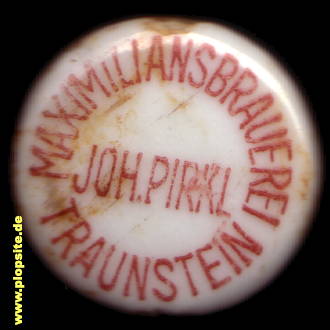 MAXIMILIANSBRAUEREI
JOH. PIRKL
TRAUNSTEIN
www.plopsite.de